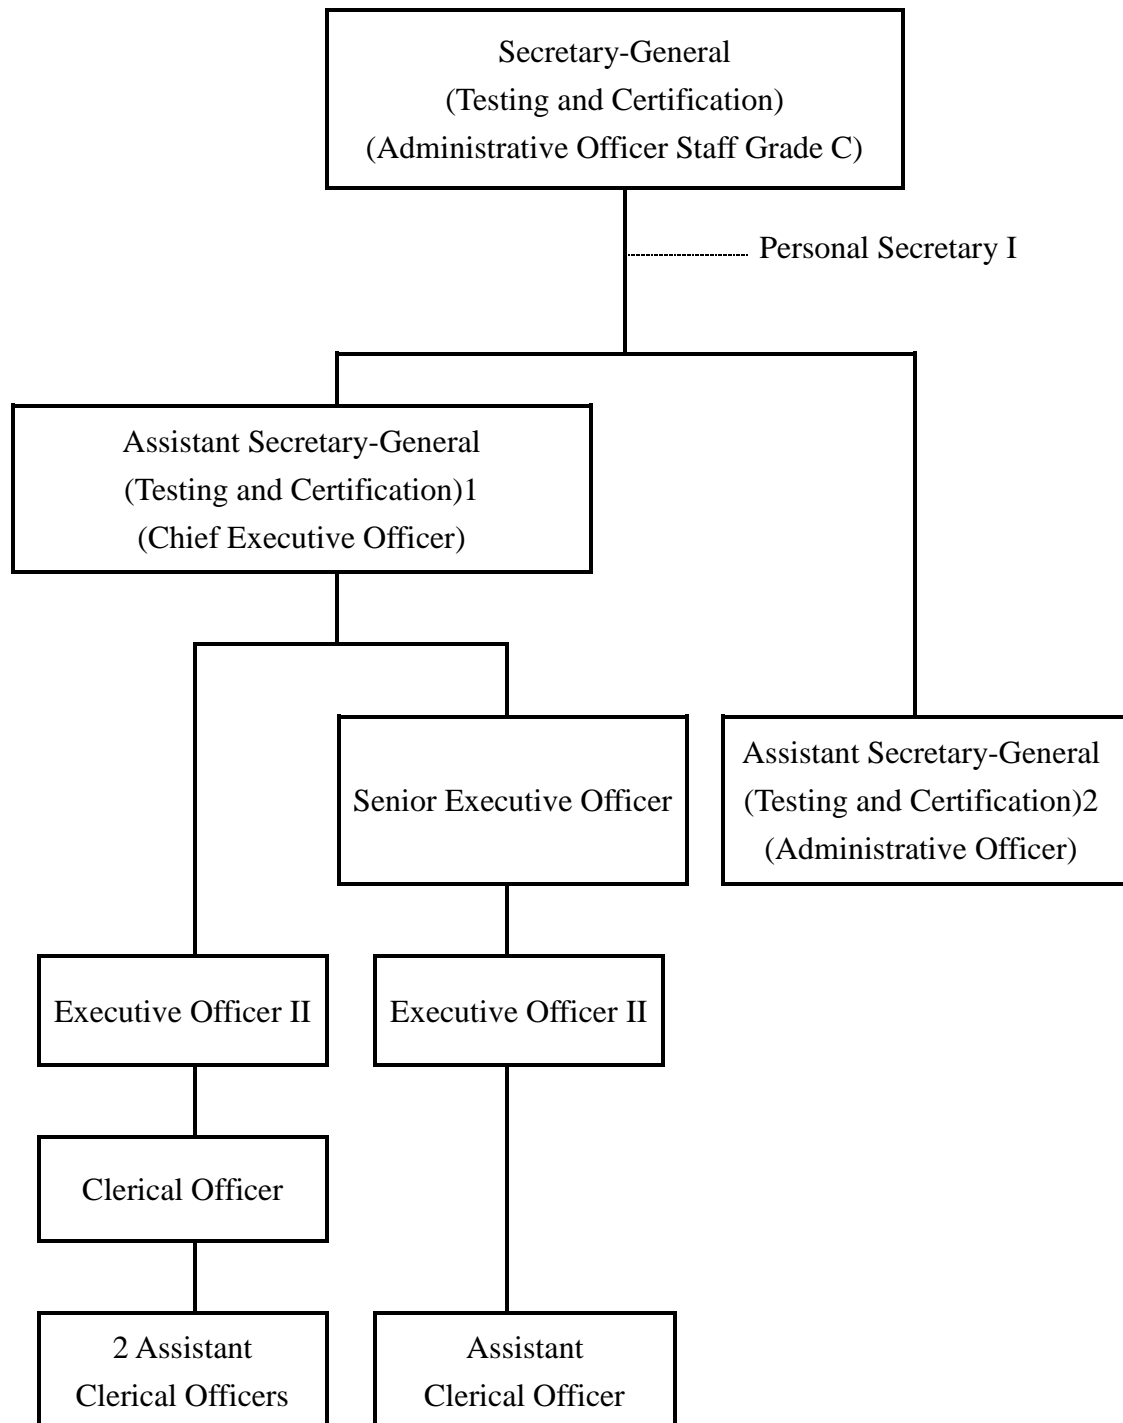 Secretary-General
(Testing and Certification)
(Administrative Officer Staff Grade C)
Personal Secretary I
Assistant Secretary-General
(Testing and Certification)1
(Chief Executive Officer)
Senior Executive Officer
Assistant Secretary-General
(Testing and Certification)2
(Administrative Officer)
Executive Officer II
Executive Officer II
Clerical Officer
2 Assistant
Clerical Officers
Assistant
Clerical Officer